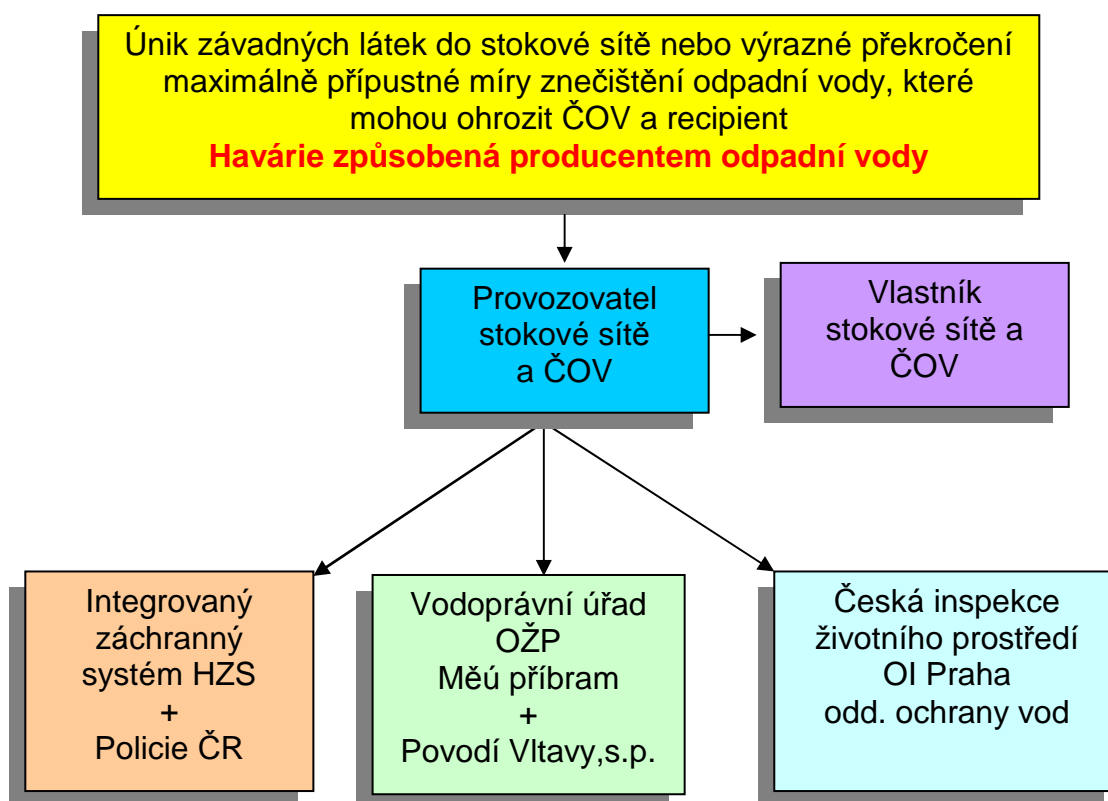 Únik závadných látek do stokové sítě nebo výrazné překročení
maximálně přípustné míry znečištění odpadní vody, které
mohou ohrozit ČOV a recipient
Havárie způsobená producentem odpadní vody
Provozovatel
stokové sítě
a ČOV
Vlastník
stokové sítě a
ČOV
Integrovaný
záchranný
systém HZS
+
Policie ČR
Vodoprávní úřad
OŽP
Měú příbram
+
Povodí Vltavy,s.p.
Česká inspekce
životního prostředí
OI Praha
odd. ochrany vod